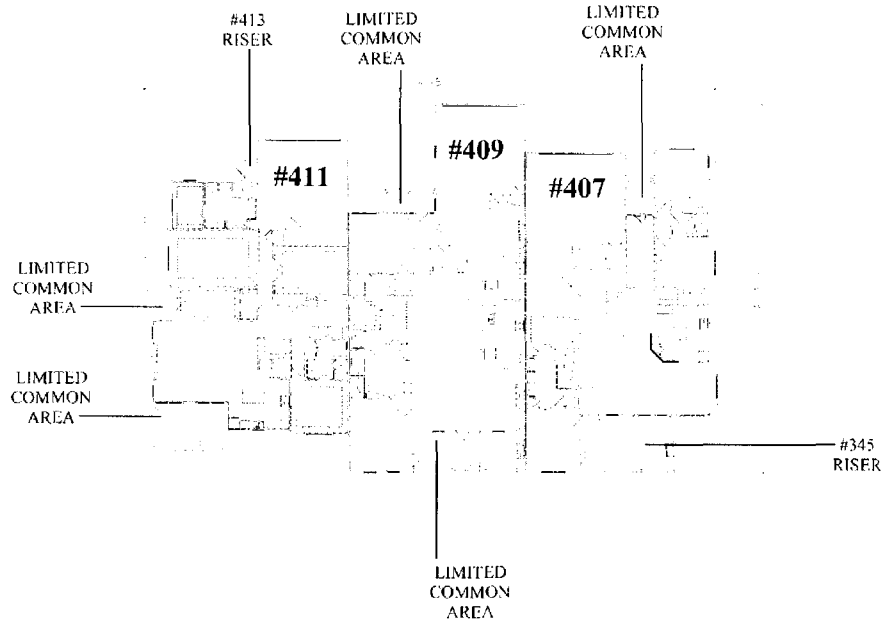 #413
RISER
LIMITED
COMMON
AREA
LIMITED
COMMON
AREA
#409
#411
#407
LIMITED
COMMON
AREA
LIMITED
COMMON
AREA
#345
RISER
LIMITED
COMMON
AREA